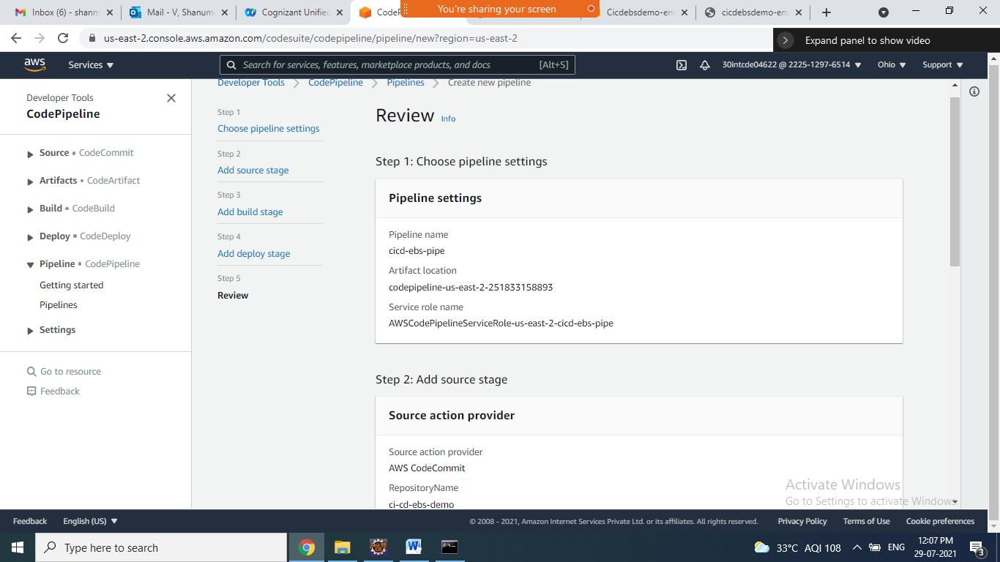 Inbox (6) - shanm
Mail - V, Shanumu
Cognizant Unified
CodeP
You're sharing your screen
Cicdebsdemo-en
cicdebsdemo-env
us-east-2.console.aws.amazon.com/codesuite/codepipeline/pipeline/new?region=us-east-2
Expand panel to show video
aws
Services
Search for services, features, marketplace products, and docs
[Alt+S]
30intcde04622 @ 2225-1297-6514
Ohio
Support
Developer Tools
CodePipeline
Source • CodeCommit
Artifacts • CodeArtifact
Build • CodeBuild
Deploy • CodeDeploy
Pipeline • CodePipeline
Getting started
Pipelines
Settings
Go to resource
Feedback
Developer Tools
CodePipeline
Pipelines
Create new pipeline
Step 1
Choose pipeline settings
Step 2
Add source stage
Step 3
Add build stage
Step 4
Add deploy stage
Step 5
Review
Review Info
Step 1: Choose pipeline settings
Pipeline settings
Pipeline name
cicd-ebs-pipe
Artifact location
codepipeline-us-east-2-251833158893
Service role name
AWSCodePipelineServiceRole-us-east-2-cicd-ebs-pipe
Step 2: Add source stage
Source action provider
Source action provider
AWS CodeCommit
RepositoryName
ci-cd-ebs-demo
Activate Windows
Go to Settings to activate Windows.
Feedback
English (US)
© 2008 - 2021, Amazon Internet Services Private Ltd. or its affiliates. All rights reserved.
Privacy Policy
Terms of Use
Cookie preferences
Type here to search
33°C AQI 108
ENG
12:07 PM
29-07-2021
3